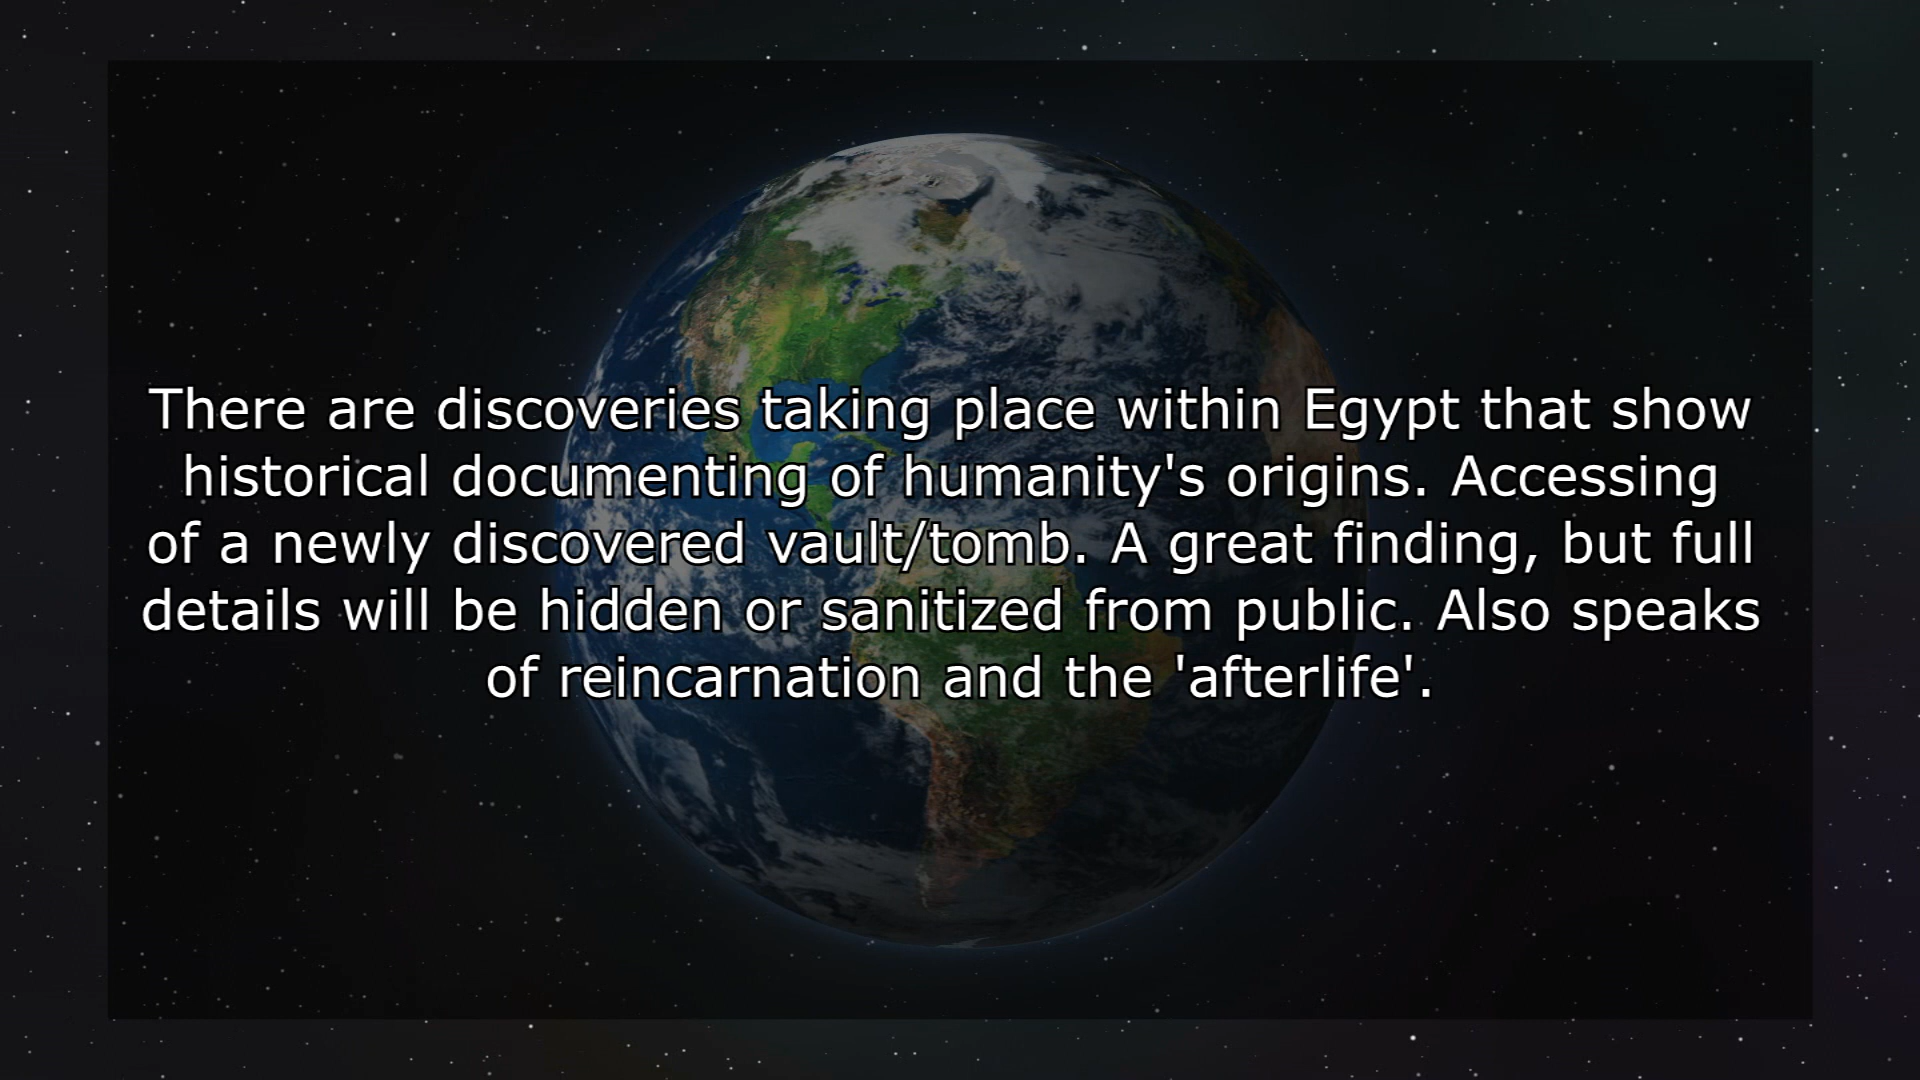 There are discoveries taking place within Egypt that show
historical documenting of humanity's origins. Accessing
of a newly discovered vault/tomb. A great finding, but full
details will be hidden or sanitized from public. Also speaks
of reincarnation and the 'afterlife'.